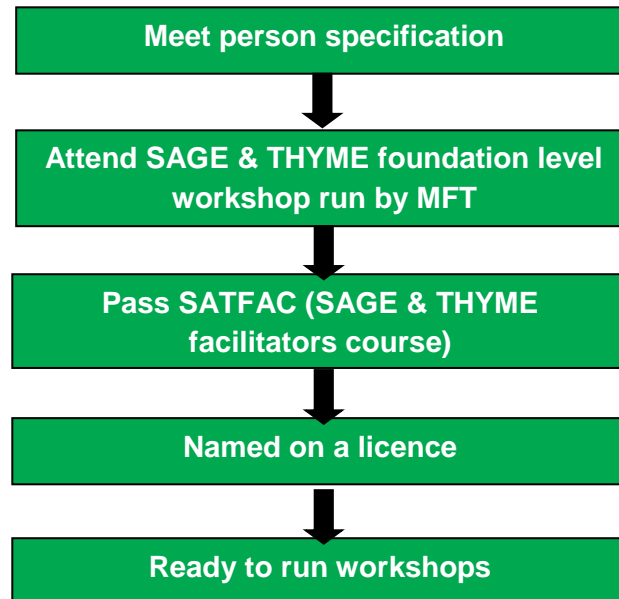 Meet person specification
Attend SAGE & THYME foundation level
workshop run by MFT
Pass SATFAC (SAGE & THYME
facilitators course)
Named on a licence
Ready to run workshops